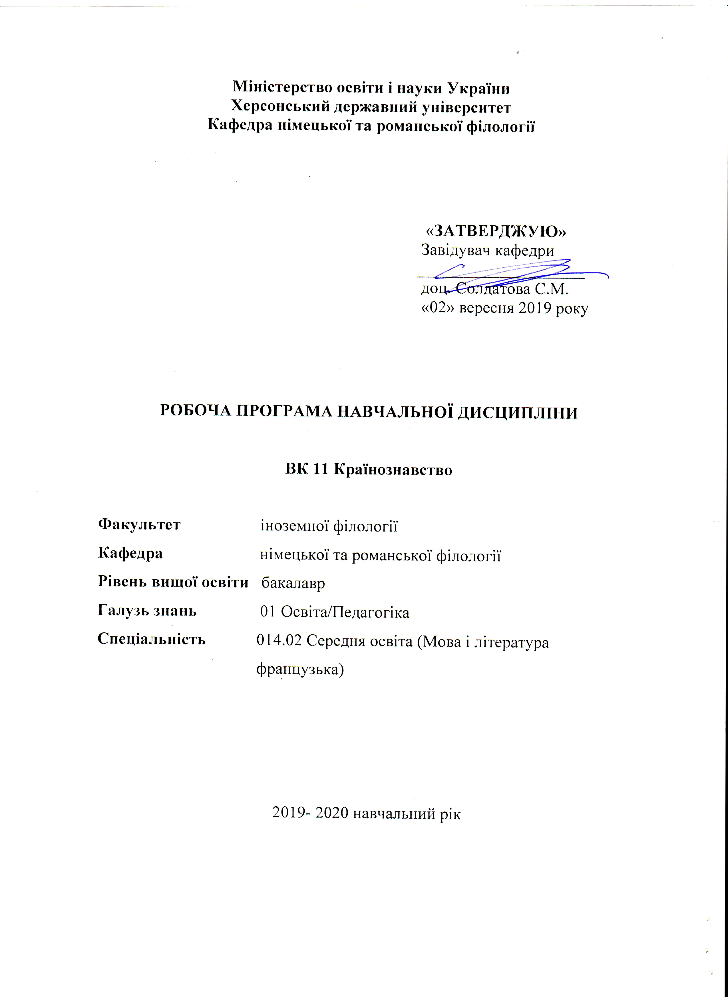 Міністерство освіти і науки України
Херсонський державний університет
Кафедра німецької та романської філології
«ЗАТВЕРДЖУЮ»
Завідувач кафедри
доц. Солдатова С.М.
«02» вересня 2019 року
РОБОЧА ПРОГРАМА НАВЧАЛЬНОЇ ДИСЦИПЛІНИ
ВК 11 Країнознавство
Факультет іноземної філології
Кафедра німецької та романської філології
Рівень вищої освіти бакалавр
Галузь знань 01 Освіта/Педагогіка
Спеціальність 014.02 Середня освіта (Мова і література
французька)
2019- 2020 навчальний рік